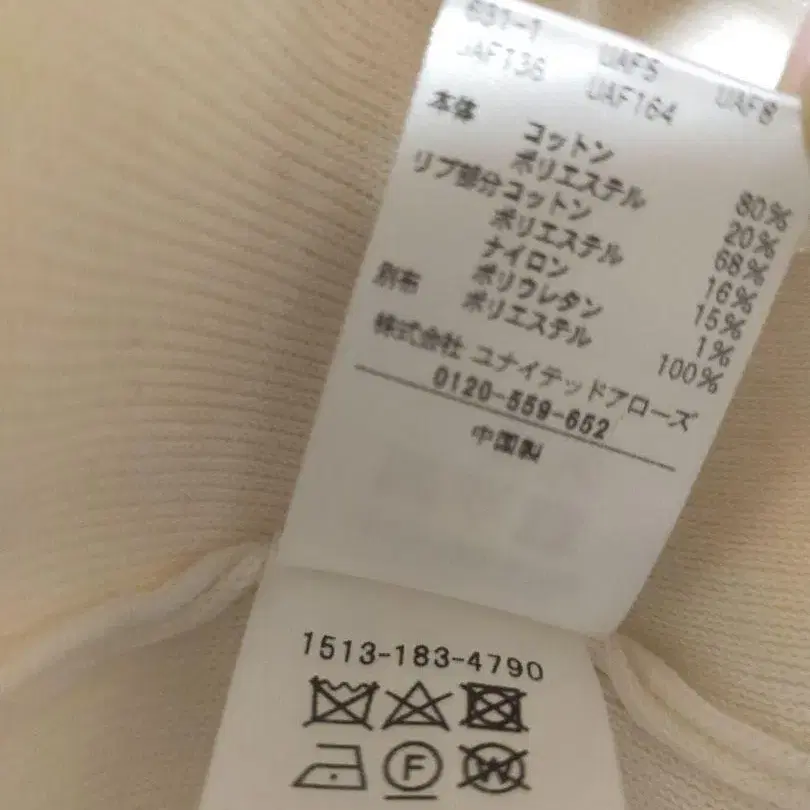 631-1 UAF5 UAF8
UAF136 UAF164
本体 コットン 80%
ポリエステル 20%
リブ部分 コットン 68%
ポリエステル 16%
ナイロン 15%
ポリウレタン 1%
別布 ポリエステル 100%
株式会社 ユナイテッドアローズ
0120-559-652
中国製
1513-183-4790
F
W